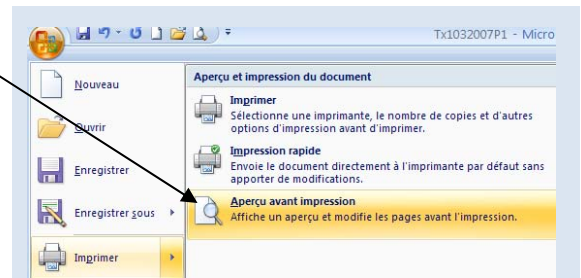 Tx1032007P1 - Micro
Nouveau
Ouvrir
Enregistrer
Enregistrer sous
Imprimer
Aperçu et impression du document
Imprimer
Sélectionne une imprimante, le nombre de copies et d'autres
options d'impression avant d'imprimer.
Impression rapide
Envoie le document directement à l'imprimante par défaut sans
apporter de modifications.
Aperçu avant impression
Affiche un aperçu et modifie les pages avant l'impression.